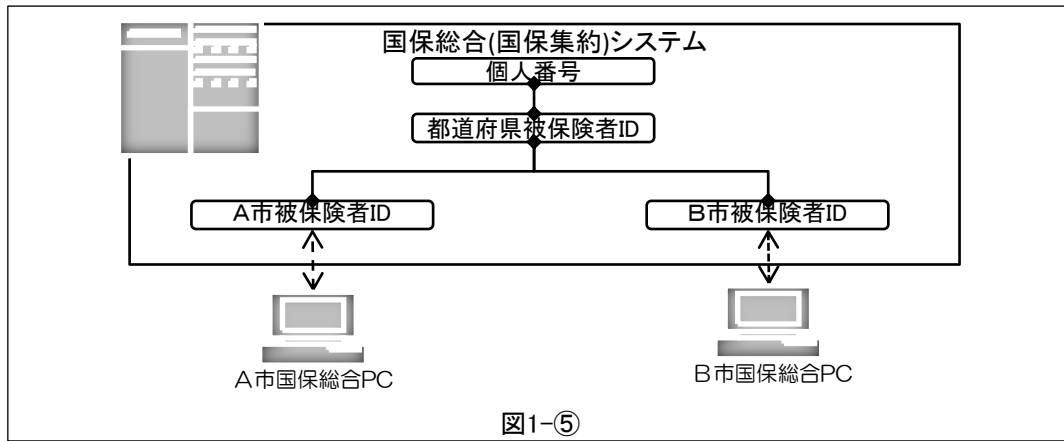 国保総合(国保集約)システム
個人番号
都道府県被保険者ID
A市被保険者ID
B市被保険者ID
A市国保総合PC
B市国保総合PC
図1-⑤